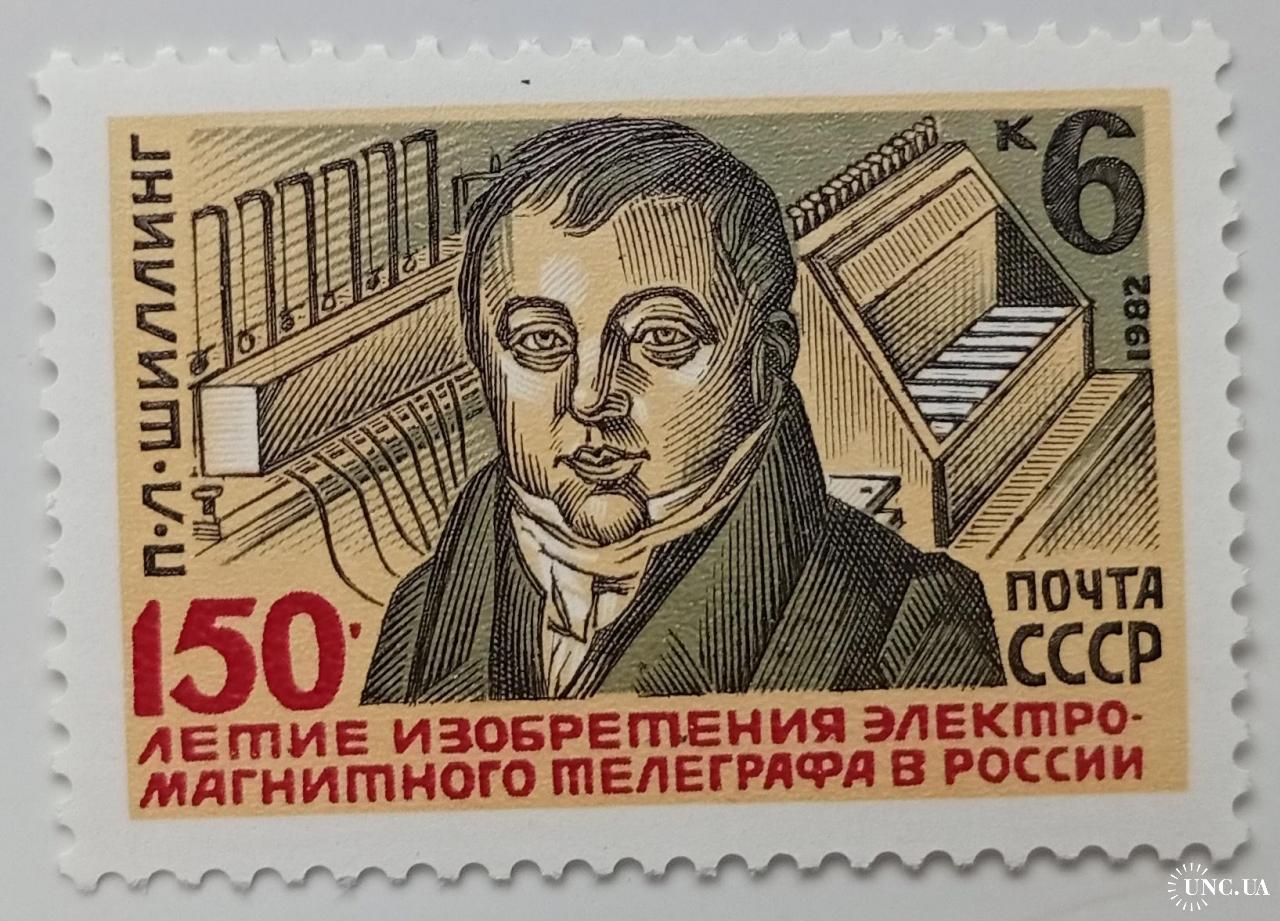 П·Л·ШИЛЛИНГ
К 6
1982
ПОЧТА
СССР
150-
ЛЕТИЕ ИЗОБРЕТЕНИЯ ЭЛЕКТРО-
МАГНИТНОГО ТЕЛЕГРАФА В РОССИИ
UNC.UA